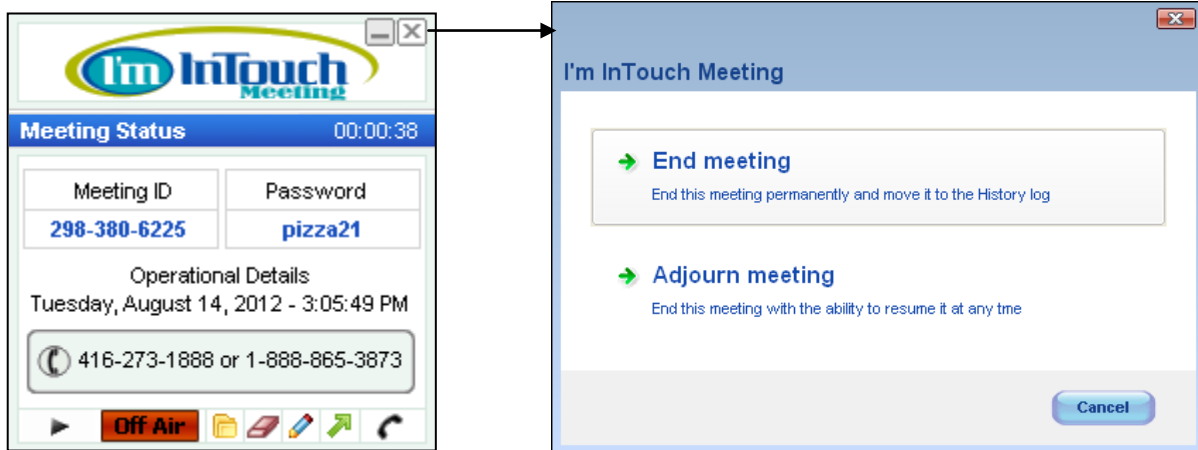 I'm InTouch
Meeting
Meeting Status 00:00:38
Meeting ID Password
298-380-6225 pizza21
Operational Details
Tuesday, August 14, 2012 - 3:05:49 PM
416-273-1888 or 1-888-865-3873
Off Air
I'm InTouch Meeting
End meeting
End this meeting permanently and move it to the History log
Adjourn meeting
End this meeting with the ability to resume it at any tme
Cancel